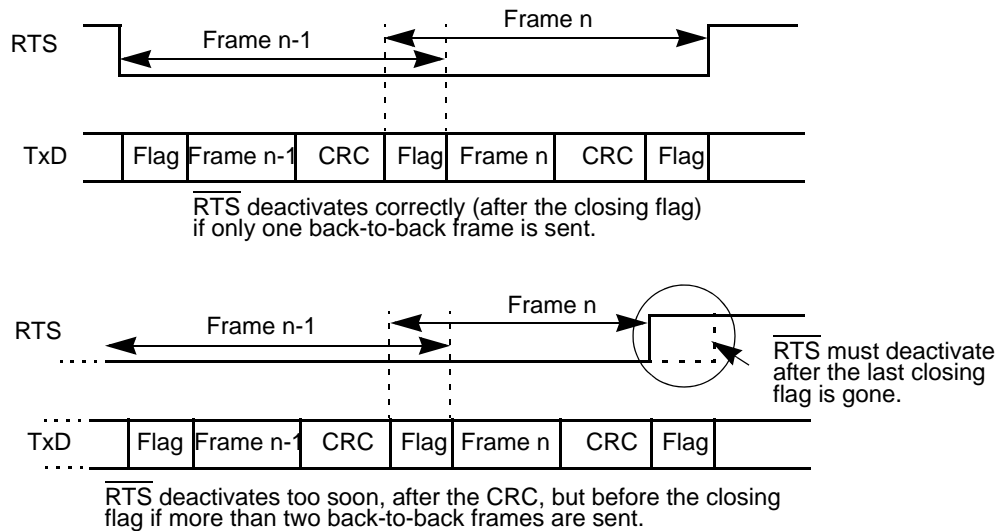 Frame n
RTS
Frame n-1
TxD
Flag Frame n-1 CRC Flag Frame n CRC Flag
RTS deactivates correctly (after the closing flag)
if only one back-to-back frame is sent.
Frame n
RTS
Frame n-1
RTS must deactivate
after the last closing
flag is gone.
TxD
Flag Frame n-1 CRC Flag Frame n CRC Flag
RTS deactivates too soon, after the CRC, but before the closing
flag if more than two back-to-back frames are sent.